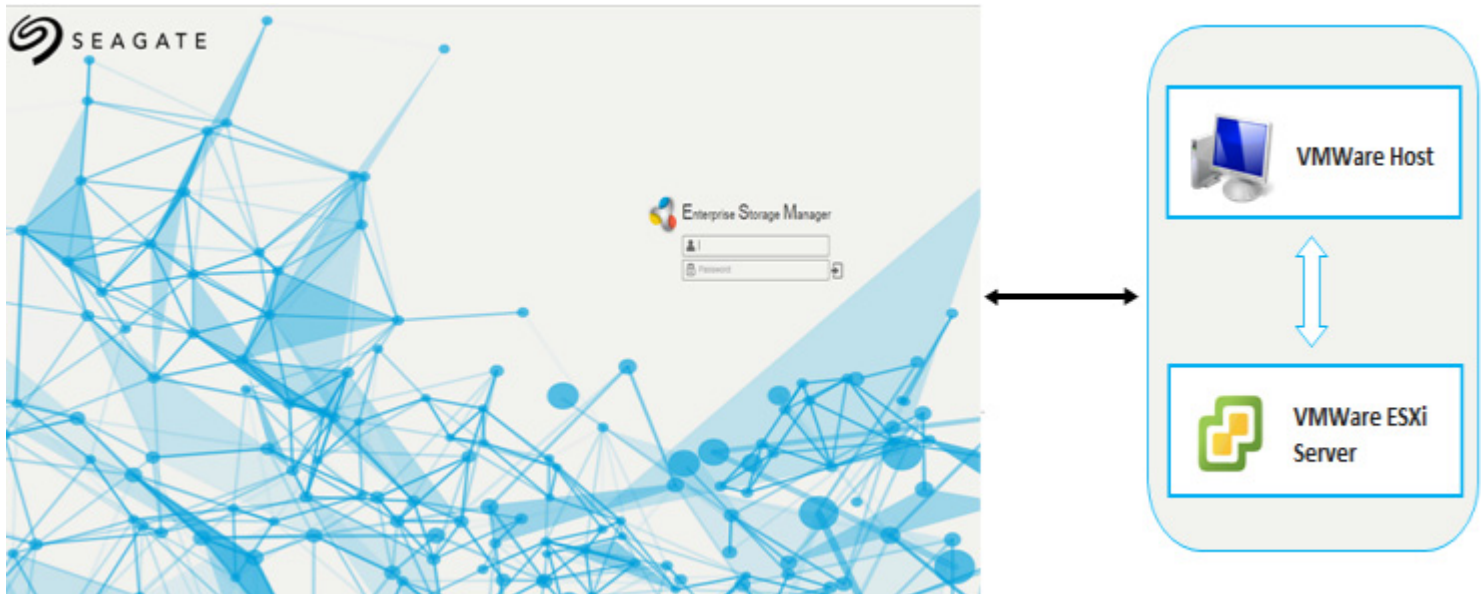 SEAGATE
Enterprise Storage Manager
Password
VMWare Host
VMWare ESXi
Server